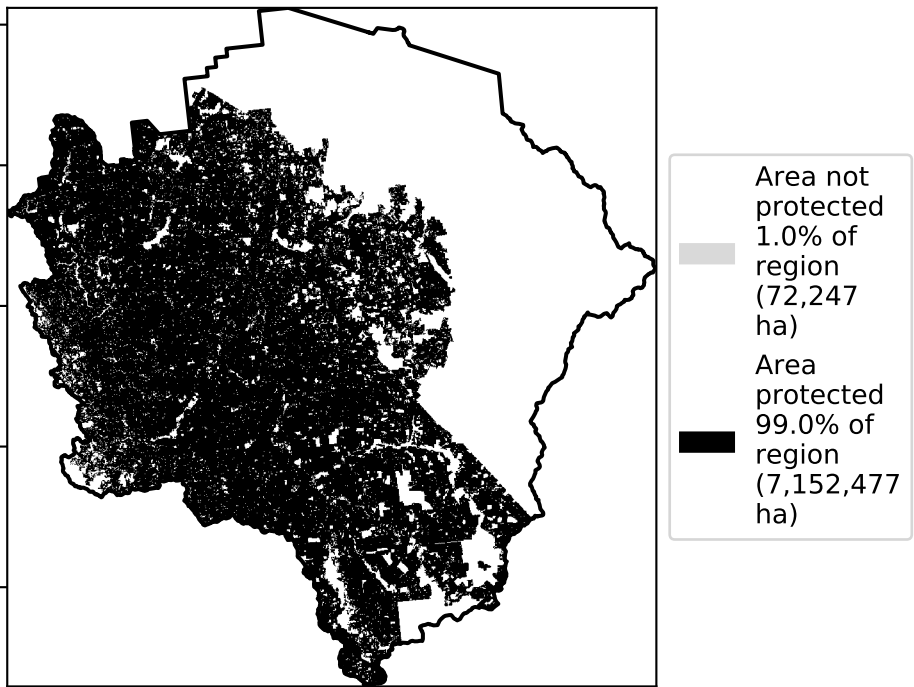 Area not
protected
1.0% of
region
(72,247
ha)
Area
protected
99.0% of
region
(7,152,477
ha)